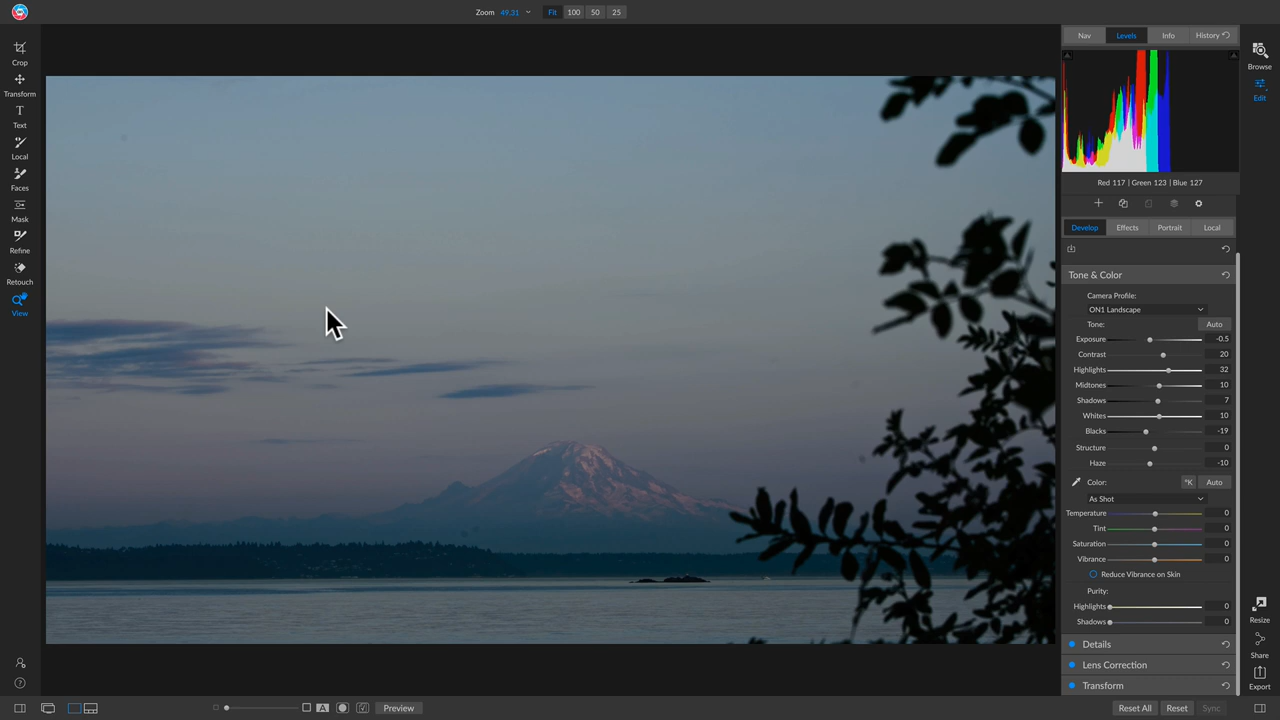 Zoom 49.31 Fit 100 50 25
Nav Levels Info History
Crop
Transform
Text
Local
Faces
Mask
Refine
Retouch
View
Red 117 | Green 123 | Blue 127
Develop Effects Portrait Local
Tone & Color
Camera Profile:
ON1 Landscape
Tone: Auto
Exposure -0.5
Contrast 20
Highlights 32
Midtones 10
Shadows 7
Whites 10
Blacks -19
Structure 0
Haze -10
Color: °K Auto
As Shot
Temperature 0
Tint 0
Saturation 0
Vibrance 0
Reduce Vibrance on Skin
Purity:
Highlights 0
Shadows 0
Details
Lens Correction
Transform
Browse
Edit
Resize
Share
Export
? A Preview Reset All Reset Sync